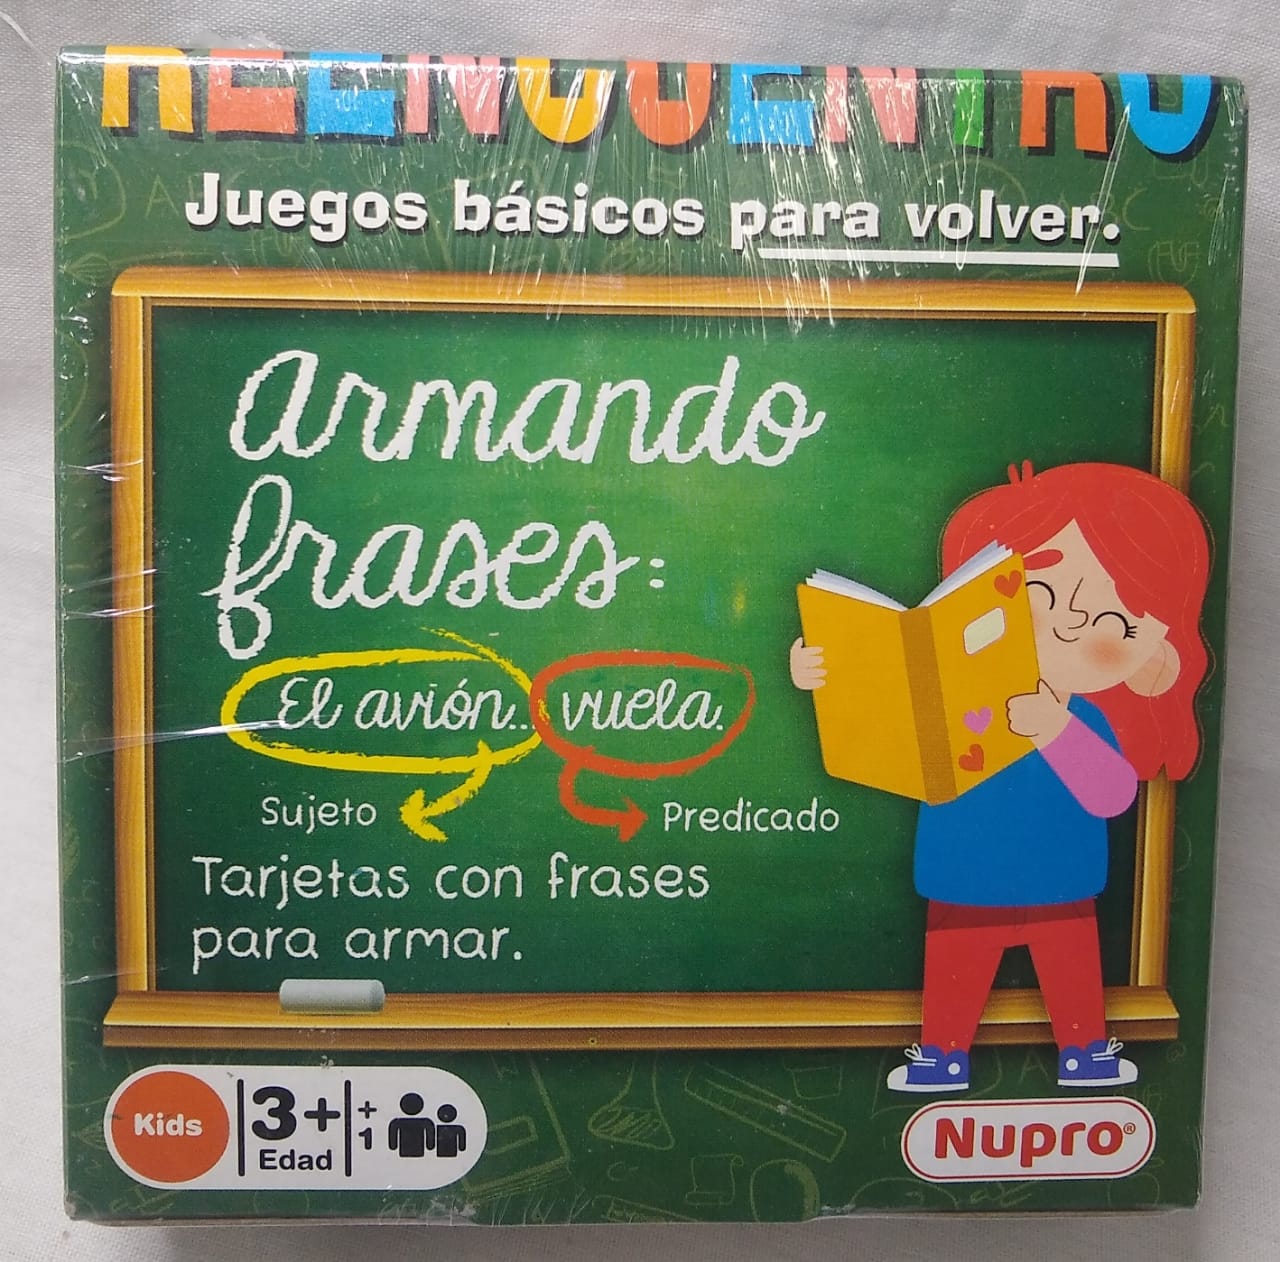 REENCUENTRO
Juegos básicos para volver.
Armando
frases:
El avión... vuela.
Sujeto Predicado
Tarjetas con frases
para armar.
Kids 3+ +1
Edad
Nupro®